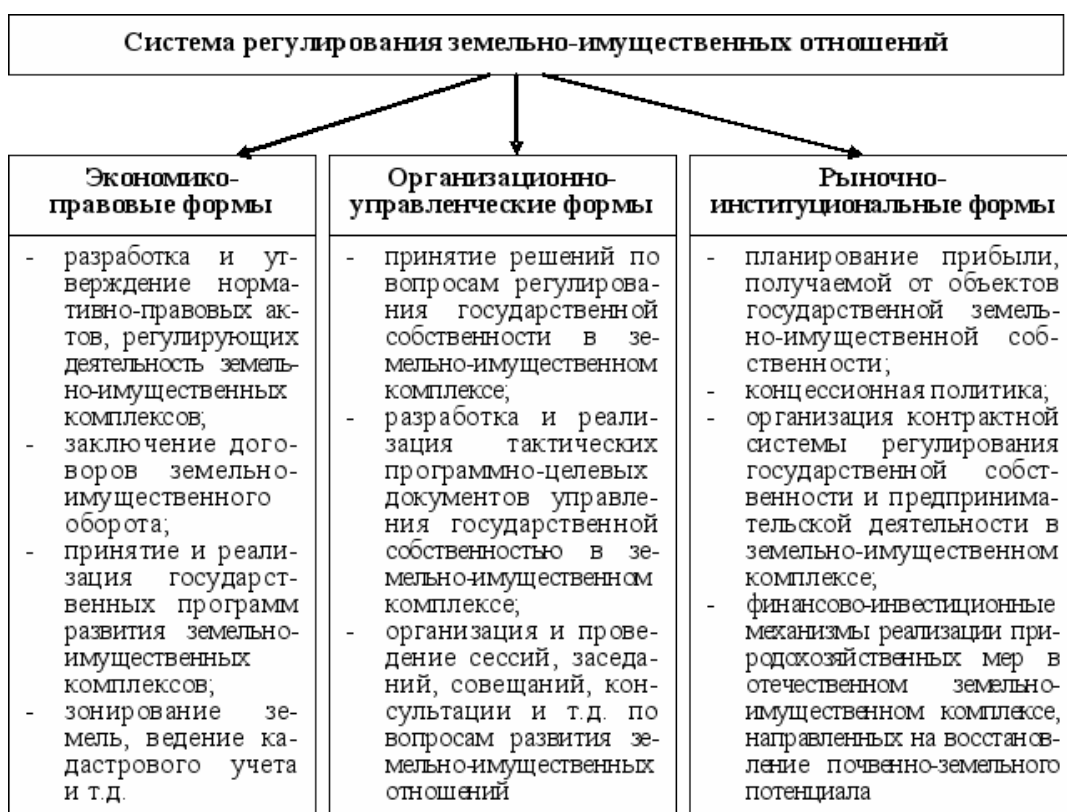 Система регулирования земельно-имущественных отношений
Экономико-
правовые формы
- разработка и ут-
верждение норма-
тивно-правовых ак-
тов, регулирующих
деятельность земель-
но-имущественных
комплексов;
- заключение дого-
воров земельно-
имущественного
оборота;
- принятие и реали-
зация государст-
венных программ
развития земельно-
имущественных
комплексов;
- зонирование зе-
мель, ведение ка-
дастрового учета
и т.д.
Организационно-
управленческие формы
- принятие решений по
вопросам регулирова-
ния государственной
собственности в зе-
мельно-имущественном
комплексе;
- разработка и реали-
зация тактических
программно-целевых
документов управле-
ния государственной
собственностью в зе-
мельно-имущественном
комплексе;
- организация и прове-
дение сессий, заседа-
ний, совещаний, кон-
сультации и т.д. по
вопросам развития зе-
мельно-имущественных
отношений
Рыночно-
институциональные формы
- планирование прибыли,
получаемой от объектов
государственной земель-
но-имущественной соб-
ственности;
- концессионная политика;
- организация контрактной
системы регулирования
государственной собст-
венности и предпринима-
тельской деятельности в
земельно-имущественном
комплексе;
- финансово-инвестиционные
механизмы реализации при-
родохозяйственных мер в
отечественном земельно-
имущественном комплексе,
направленных на восстанов-
ление почвенно-земельного
потенциала